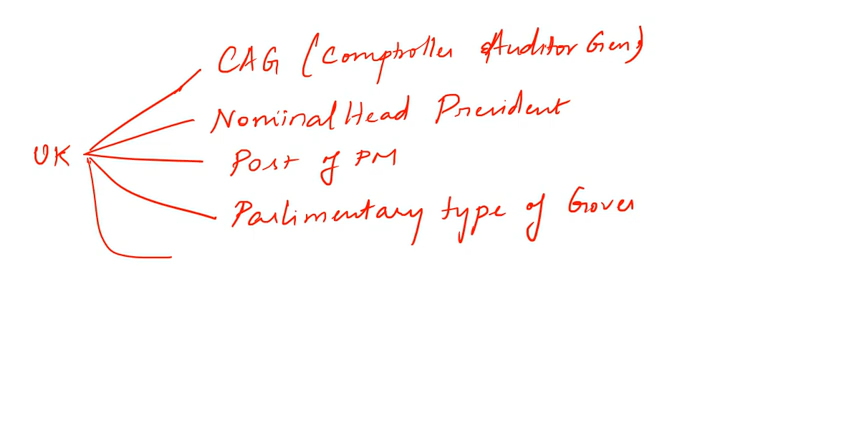 CAG (Comptroller & Auditor Gen)
Nominal Head President
UK
Post of PM
Parlimentary type of Gover